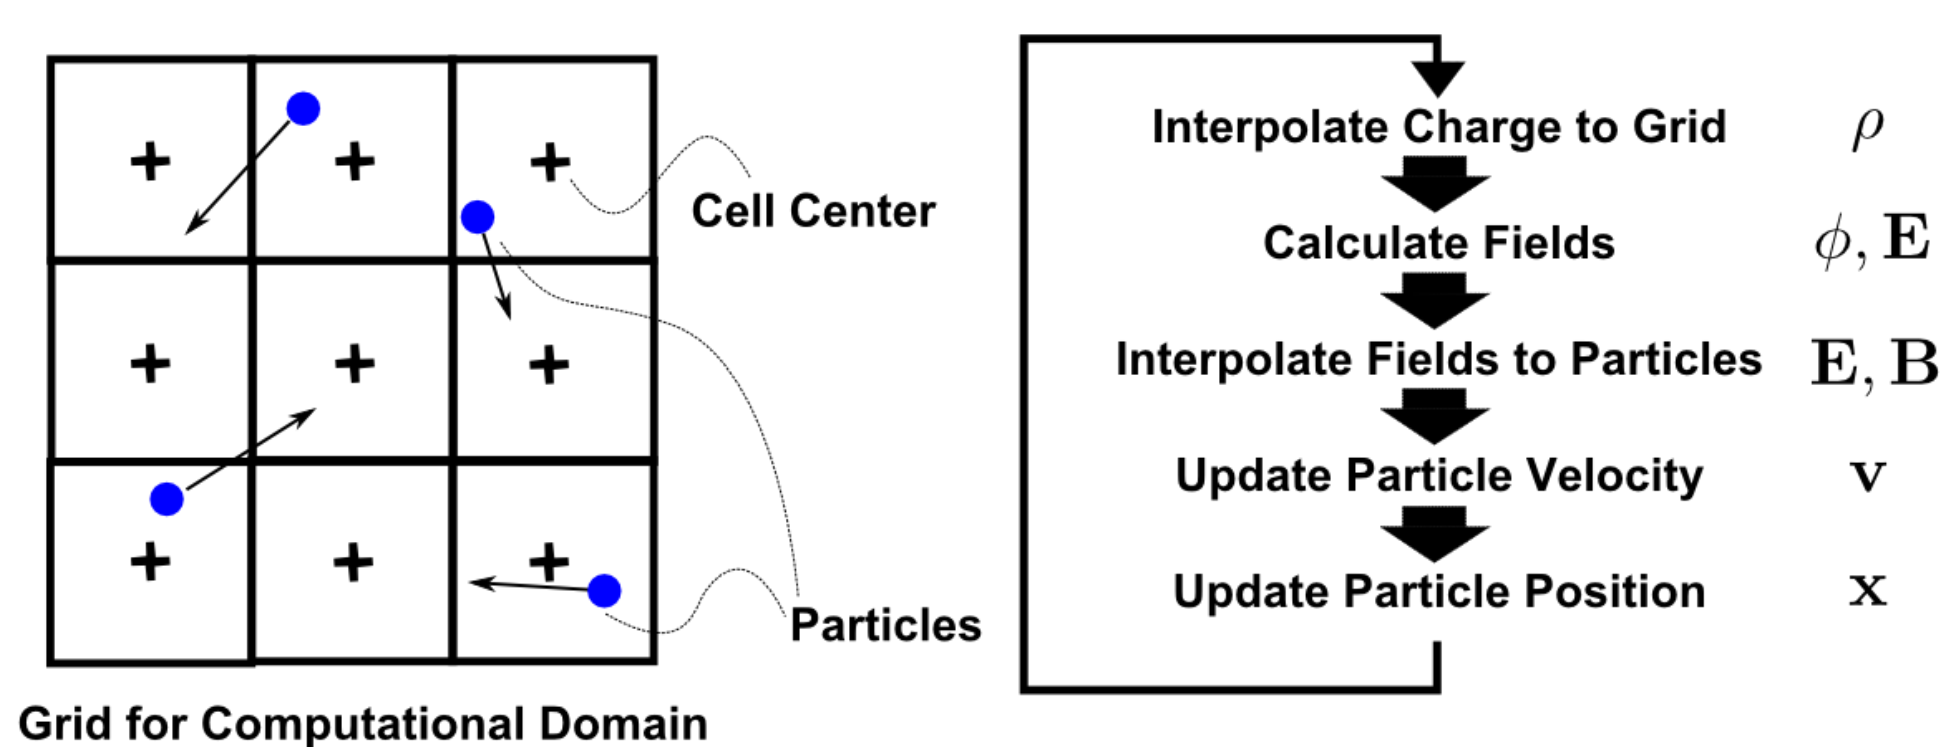 Cell Center
Particles
Grid for Computational Domain
Interpolate Charge to Grid ρ
Calculate Fields ϕ, E
Interpolate Fields to Particles E, B
Update Particle Velocity v
Update Particle Position x